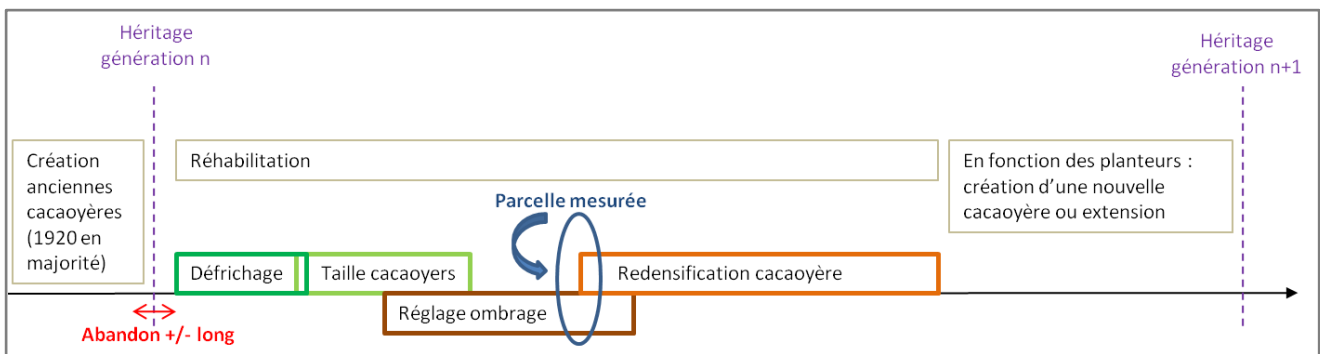 Héritage
génération n
Héritage
génération n+1
Création
anciennes
cacaoyères
(1920 en
majorité)
Réhabilitation
En fonction des planteurs :
création d’une nouvelle
cacaoyère ou extension
Parcelle mesurée
Défrichage
Taille cacaoyers
Redensification cacaoyère
Réglage ombrage
Abandon +/- long